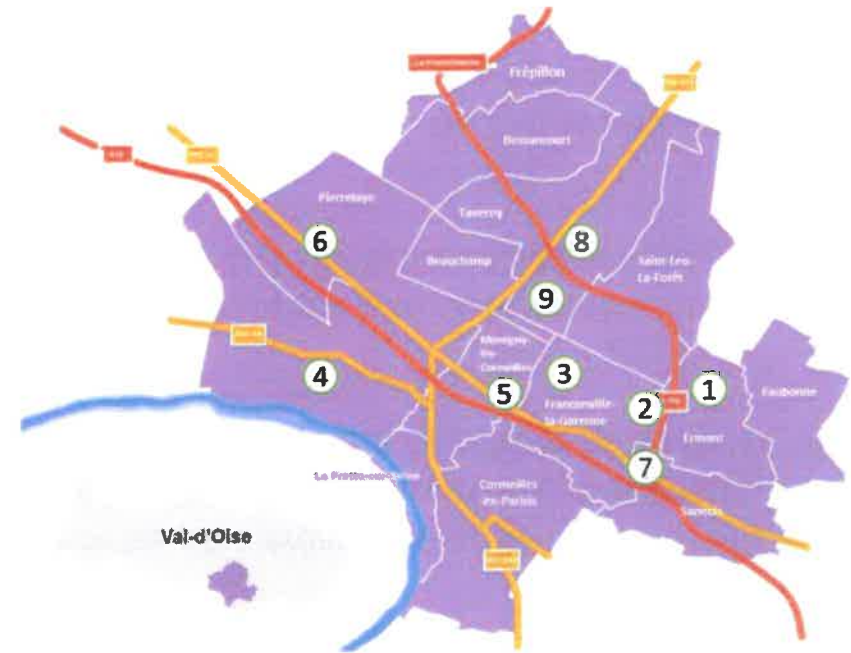 Frépillon
Bessancourt
Pierrelaye
Taverny
8
6
Beauchamp
Saint-Leu-
La-Forêt
9
Montigny-
lès-
Cormeilles
3
4
5
1
2
Franconville-
la-Garenne
Eaubonne
Ermont
7
La Frette-sur-Seine
Cormeilles
en-Parisis
Sannois
Val-d'Oise